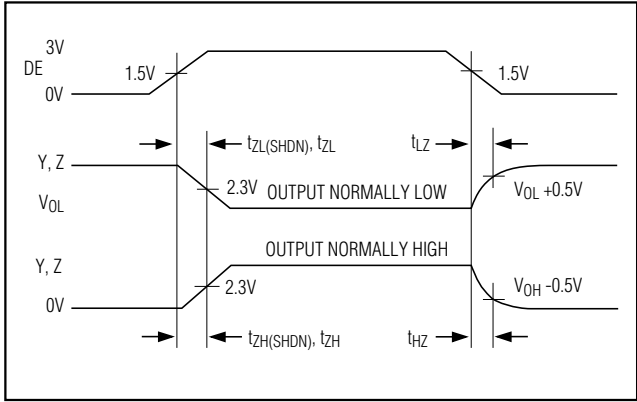 3V
DE
1.5V
1.5V
0V
tZL(SHDN), tZL
tLZ
Y, Z
2.3V
OUTPUT NORMALLY LOW
VOL +0.5V
VOL
OUTPUT NORMALLY HIGH
Y, Z
2.3V
VOH -0.5V
0V
tZH(SHDN), tZH
tHZ